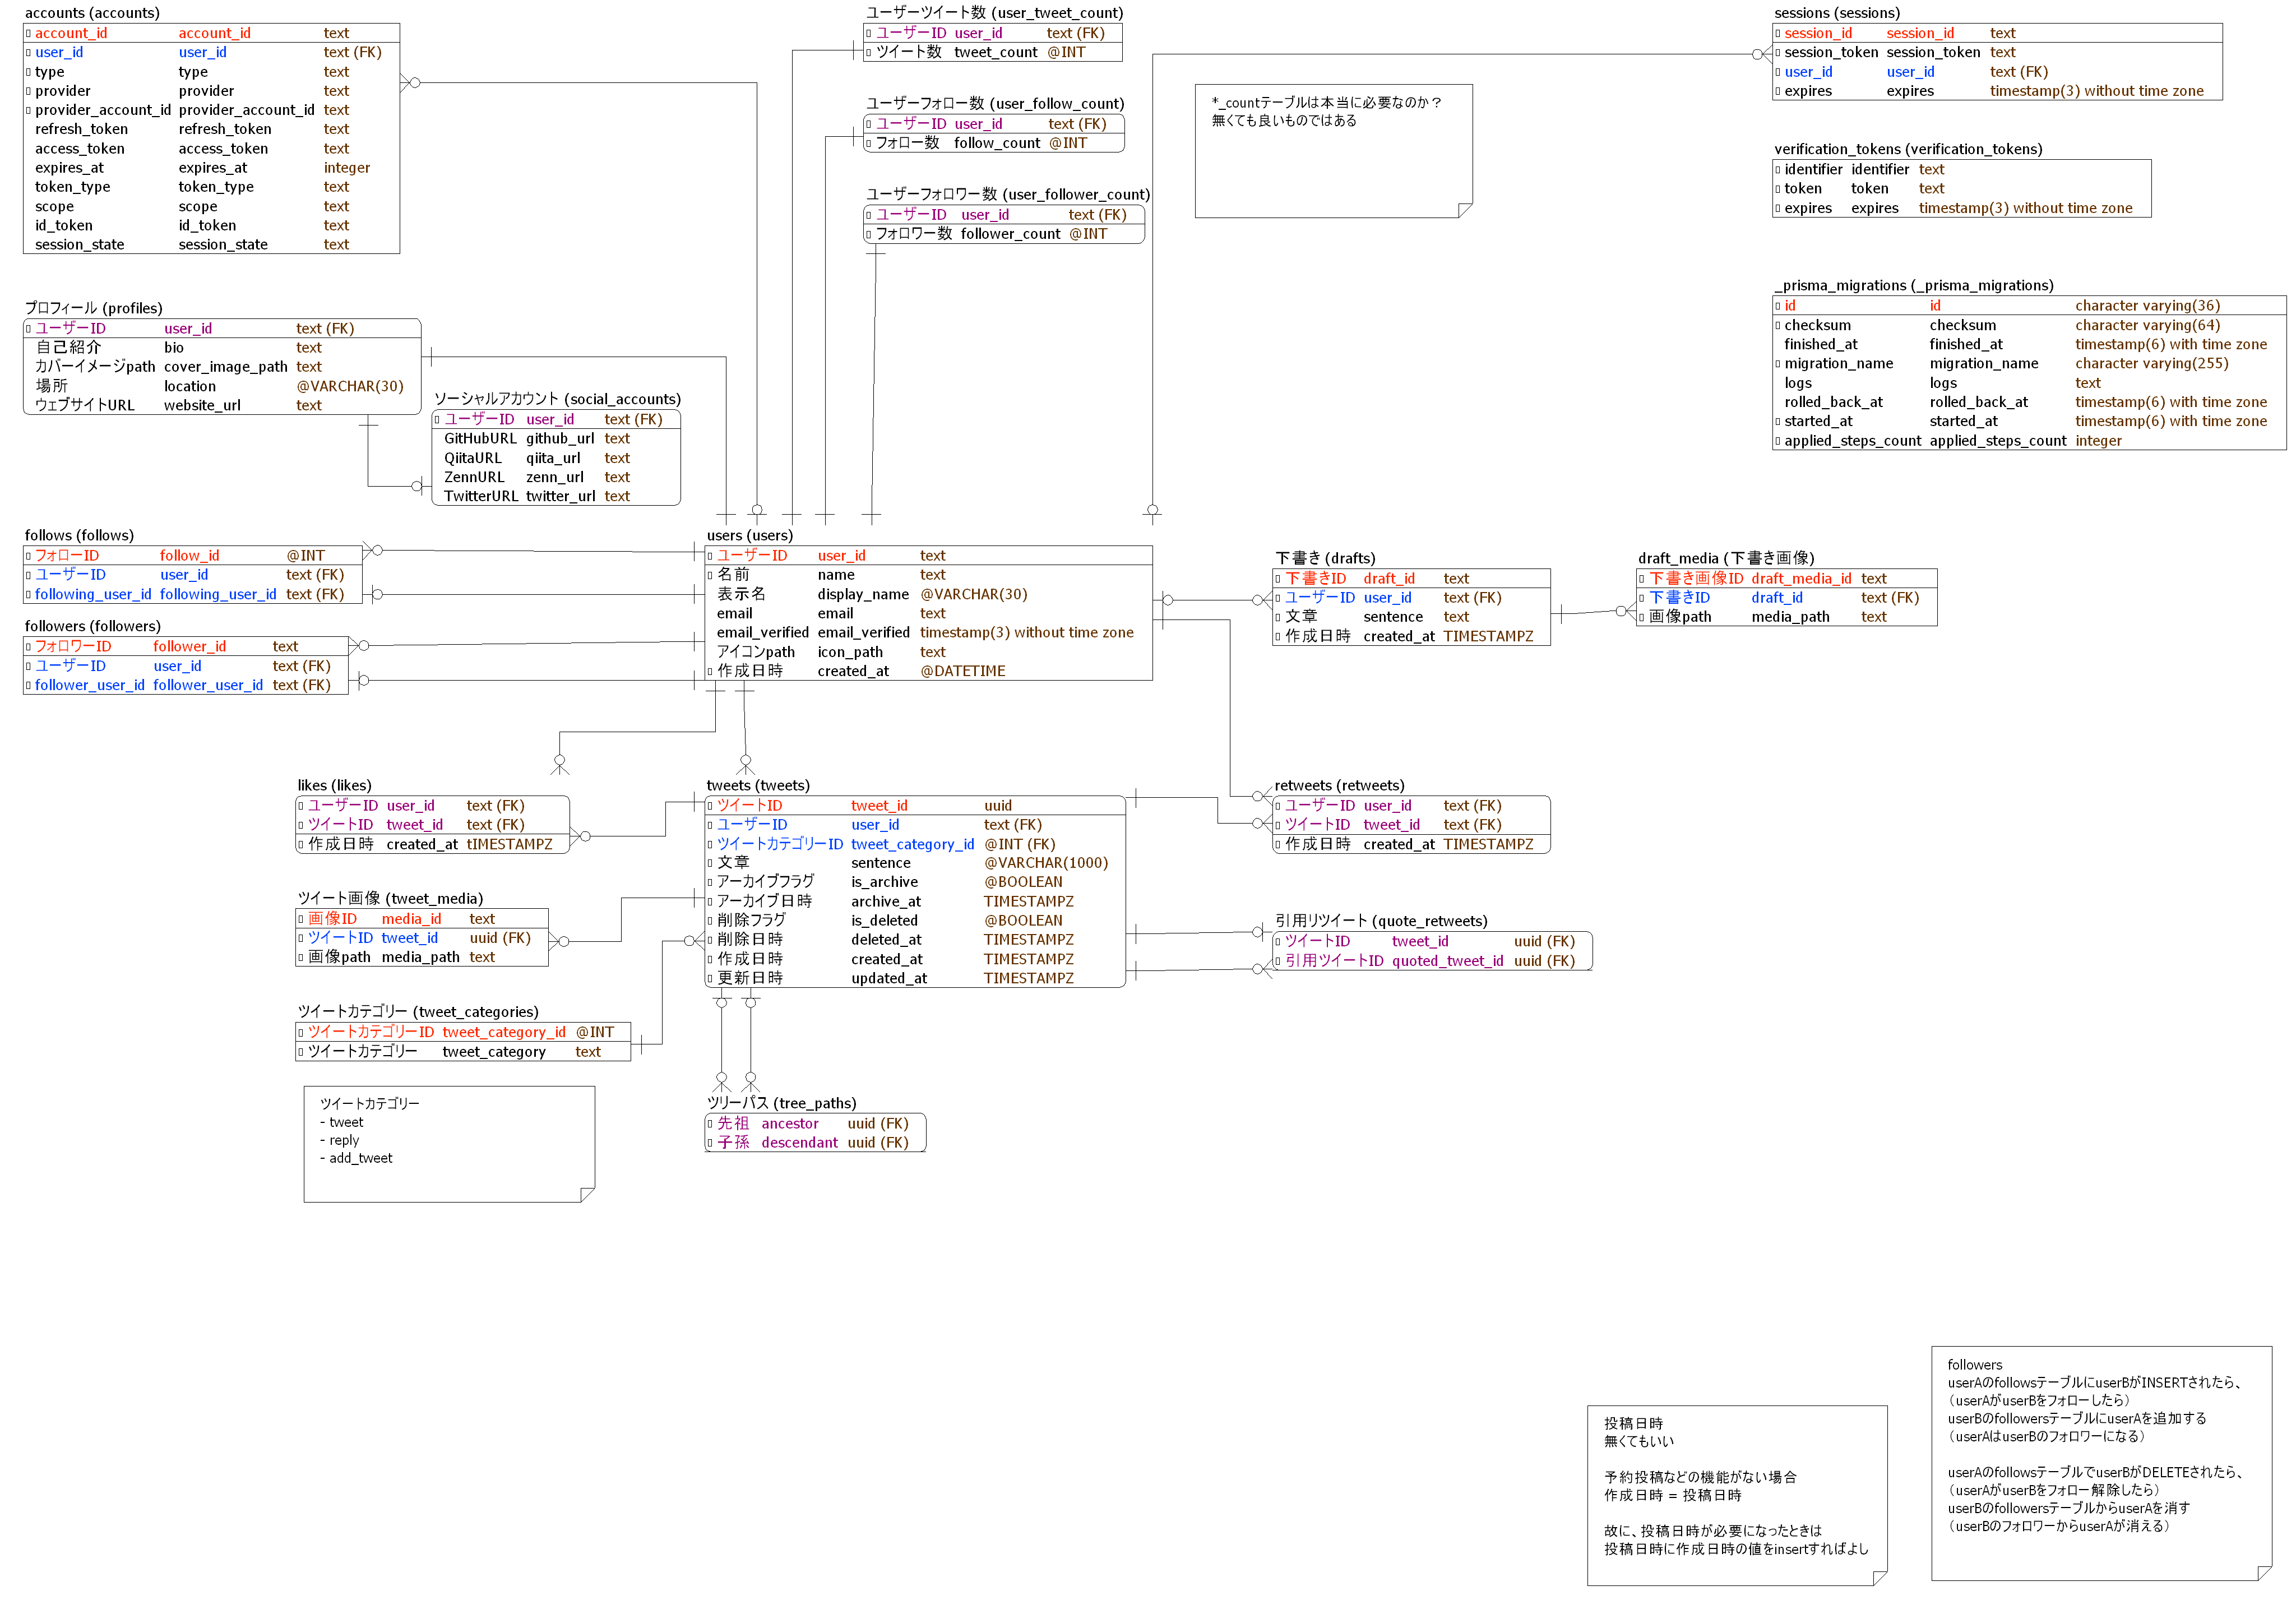 accounts (accounts)
account_id account_id text
user_id user_id text (FK)
type type text
provider provider text
provider_account_id provider_account_id text
refresh_token refresh_token text
access_token access_token text
expires_at expires_at integer
token_type token_type text
scope scope text
id_token id_token text
session_state session_state text
ユーザーツイート数 (user_tweet_count)
ユーザーID user_id text (FK)
ツイート数 tweet_count @INT
ユーザーフォロー数 (user_follow_count)
ユーザーID user_id text (FK)
フォロー数 follow_count @INT
ユーザーフォロワー数 (user_follower_count)
ユーザーID user_id text (FK)
フォロワー数 follower_count @INT
*_countテーブルは本当に必要なのか？
無くても良いものではある
sessions (sessions)
session_id session_id text
session_token session_token text
user_id user_id text (FK)
expires expires timestamp(3) without time zone
verification_tokens (verification_tokens)
identifier identifier text
token token text
expires expires timestamp(3) without time zone
_prisma_migrations (_prisma_migrations)
id id character varying(36)
checksum checksum character varying(64)
finished_at finished_at timestamp(6) with time zone
migration_name migration_name character varying(255)
logs logs text
rolled_back_at rolled_back_at timestamp(6) with time zone
started_at started_at timestamp(6) with time zone
applied_steps_count applied_steps_count integer
プロフィール (profiles)
ユーザーID user_id text (FK)
自己紹介 bio text
カバーイメージpath cover_image_path text
場所 location @VARCHAR(30)
ウェブサイトURL website_url text
ソーシャルアカウント (social_accounts)
ユーザーID user_id text (FK)
GitHubURL github_url text
QiitaURL qiita_url text
ZennURL zenn_url text
TwitterURL twitter_url text
follows (follows)
フォローID follow_id @INT
ユーザーID user_id text (FK)
following_user_id following_user_id text (FK)
followers (followers)
フォロワーID follower_id text
ユーザーID user_id text (FK)
follower_user_id follower_user_id text (FK)
users (users)
ユーザーID user_id text
名前 name text
表示名 display_name @VARCHAR(30)
email email text
email_verified email_verified timestamp(3) without time zone
アイコンpath icon_path text
作成日時 created_at @DATETIME
下書き (drafts)
下書きID draft_id text
ユーザーID user_id text (FK)
文章 sentence text
作成日時 created_at TIMESTAMPZ
draft_media (下書き画像)
下書き画像ID draft_media_id text
下書きID draft_id text (FK)
画像path media_path text
likes (likes)
ユーザーID user_id text (FK)
ツイートID tweet_id text (FK)
作成日時 created_at tIMESTAMPZ
tweets (tweets)
ツイートID tweet_id uuid
ユーザーID user_id text (FK)
ツイートカテゴリーID tweet_category_id @INT (FK)
文章 sentence @VARCHAR(1000)
アーカイブフラグ is_archive @BOOLEAN
アーカイブ日時 archive_at TIMESTAMPZ
削除フラグ is_deleted @BOOLEAN
削除日時 deleted_at TIMESTAMPZ
作成日時 created_at TIMESTAMPZ
更新日時 updated_at TIMESTAMPZ
retweets (retweets)
ユーザーID user_id text (FK)
ツイートID tweet_id text (FK)
作成日時 created_at TIMESTAMPZ
ツイート画像 (tweet_media)
画像ID media_id text
ツイートID tweet_id uuid (FK)
画像path media_path text
引用リツイート (quote_retweets)
ツイートID tweet_id uuid (FK)
引用ツイートID quoted_tweet_id uuid (FK)
ツイートカテゴリー (tweet_categories)
ツイートカテゴリーID tweet_category_id @INT
ツイートカテゴリー tweet_category text
ツイートカテゴリー
- tweet
- reply
- add_tweet
ツリーパス (tree_paths)
先祖 ancestor uuid (FK)
子孫 descendant uuid (FK)
投稿日時
無くてもいい
予約投稿などの機能がない場合
作成日時 = 投稿日時
故に、投稿日時が必要になったときは
投稿日時に作成日時の値をinsertすればよし
followers
userAのfollowsテーブルにuserBがINSERTされたら、
（userAがuserBをフォローしたら）
userBのfollowersテーブルにuserAを追加する
（userAはuserBのフォロワーになる）
userAのfollowsテーブルでuserBがDELETEされたら、
（userAがuserBをフォロー解除したら）
userBのfollowersテーブルからuserAを消す
（userBのフォロワーからuserAが消える）